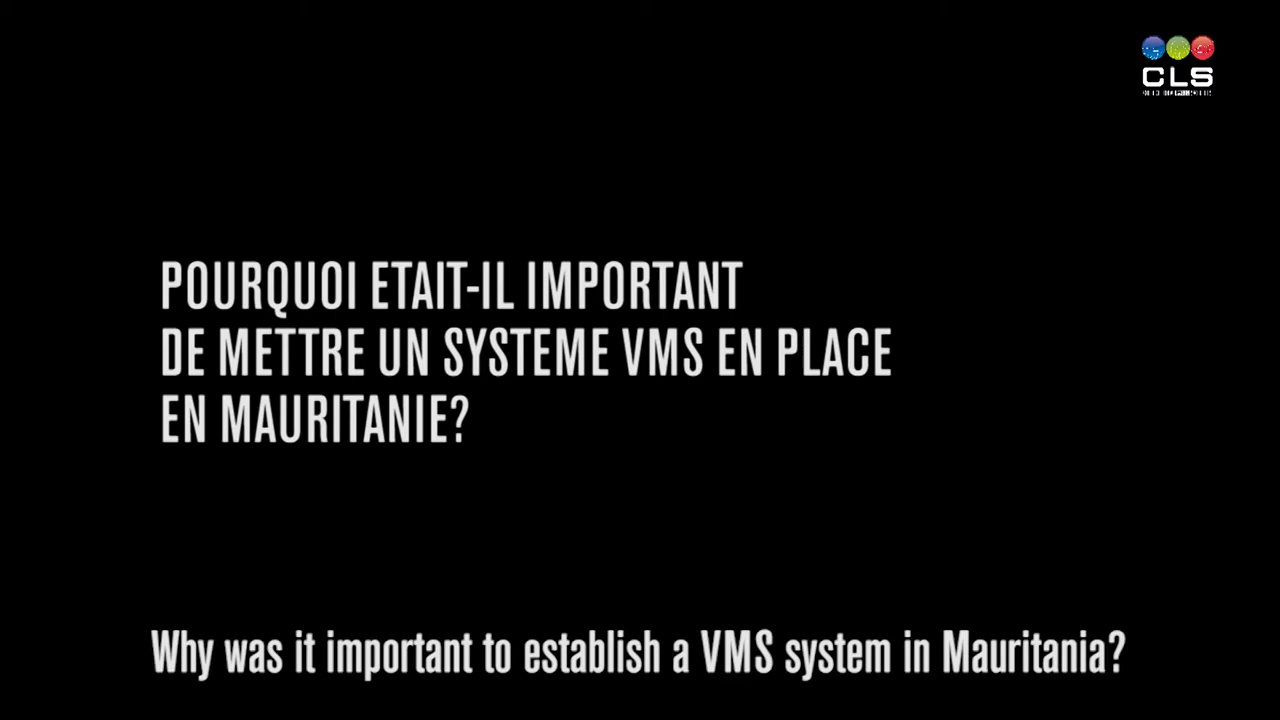 CLS
POURQUOI ETAIT-IL IMPORTANT
DE METTRE UN SYSTEME VMS EN PLACE
EN MAURITANIE?
Why was it important to establish a VMS system in Mauritania?